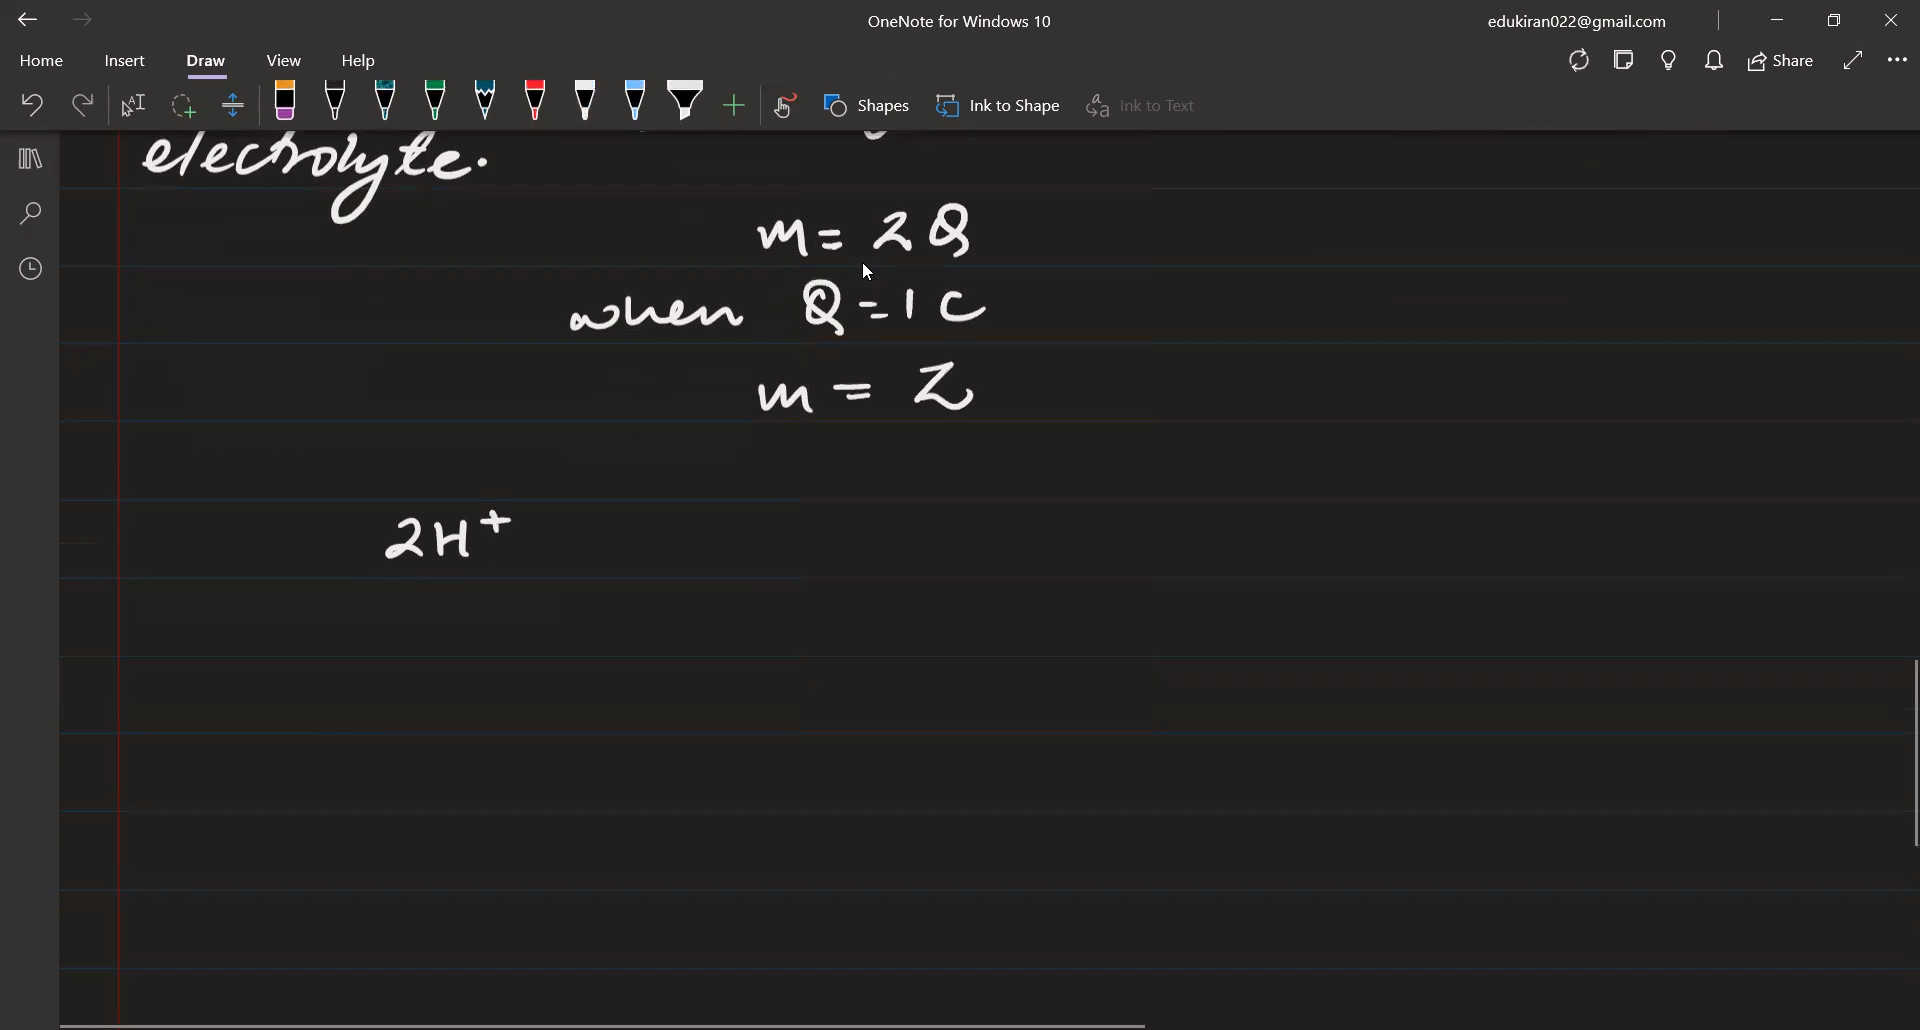 OneNote for Windows 10
edukiran022@gmail.com
Home Insert Draw View Help
Share
Shapes Ink to Shape Ink to Text
electrolyte.
m = ZQ
when Q = 1 C
m = Z
2H⁺